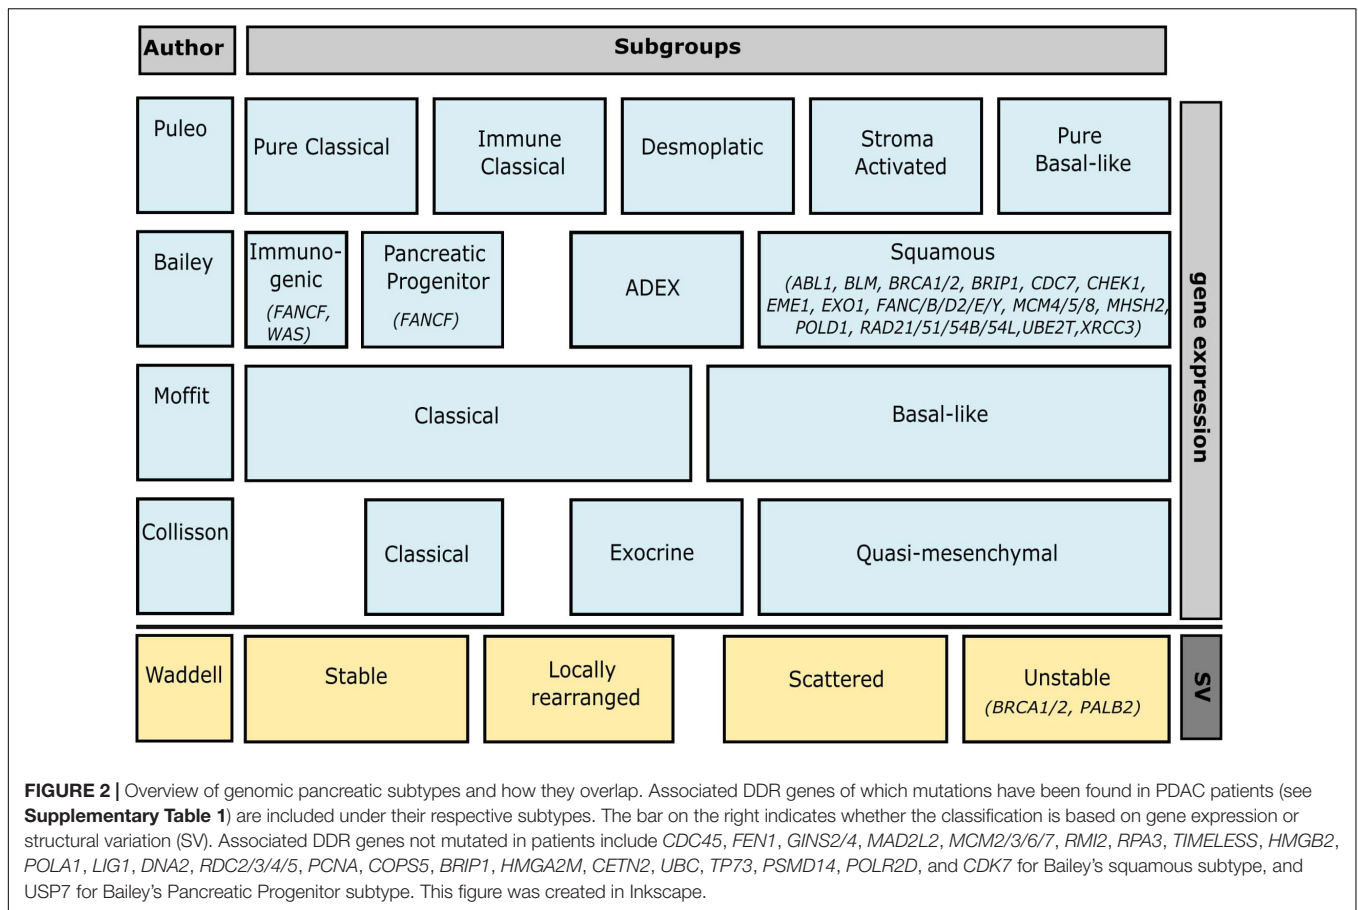 Author
Subgroups
Puleo
Pure Classical
Immune
Classical
Desmoplatic
Stroma
Activated
Pure
Basal-like
Bailey
Immuno-
genic
(FANCF,
WAS)
Pancreatic
Progenitor
(FANCF)
ADEX
Squamous
(ABL1, BLM, BRCA1/2, BRIP1, CDC7, CHEK1,
EME1, EXO1, FANC/B/D2/E/Y, MCM4/5/8, MHSH2,
POLD1, RAD21/51/54B/54L,UBE2T,XRCC3)
Moffit
Classical
Basal-like
Collisson
Classical
Exocrine
Quasi-mesenchymal
gene expression
Waddell
Stable
Locally
rearranged
Scattered
Unstable
(BRCA1/2, PALB2)
SV
FIGURE 2 | Overview of genomic pancreatic subtypes and how they overlap. Associated DDR genes of which mutations have been found in PDAC patients (see
Supplementary Table 1) are included under their respective subtypes. The bar on the right indicates whether the classification is based on gene expression or
structural variation (SV). Associated DDR genes not mutated in patients include CDC45, FEN1, GINS2/4, MAD2L2, MCM2/3/6/7, RMI2, RPA3, TIMELESS, HMGB2,
POLA1, LIG1, DNA2, RDC2/3/4/5, PCNA, COPS5, BRIP1, HMGA2M, CETN2, UBC, TP73, PSMD14, POLR2D, and CDK7 for Bailey's squamous subtype, and
USP7 for Bailey's Pancreatic Progenitor subtype. This figure was created in Inkscape.